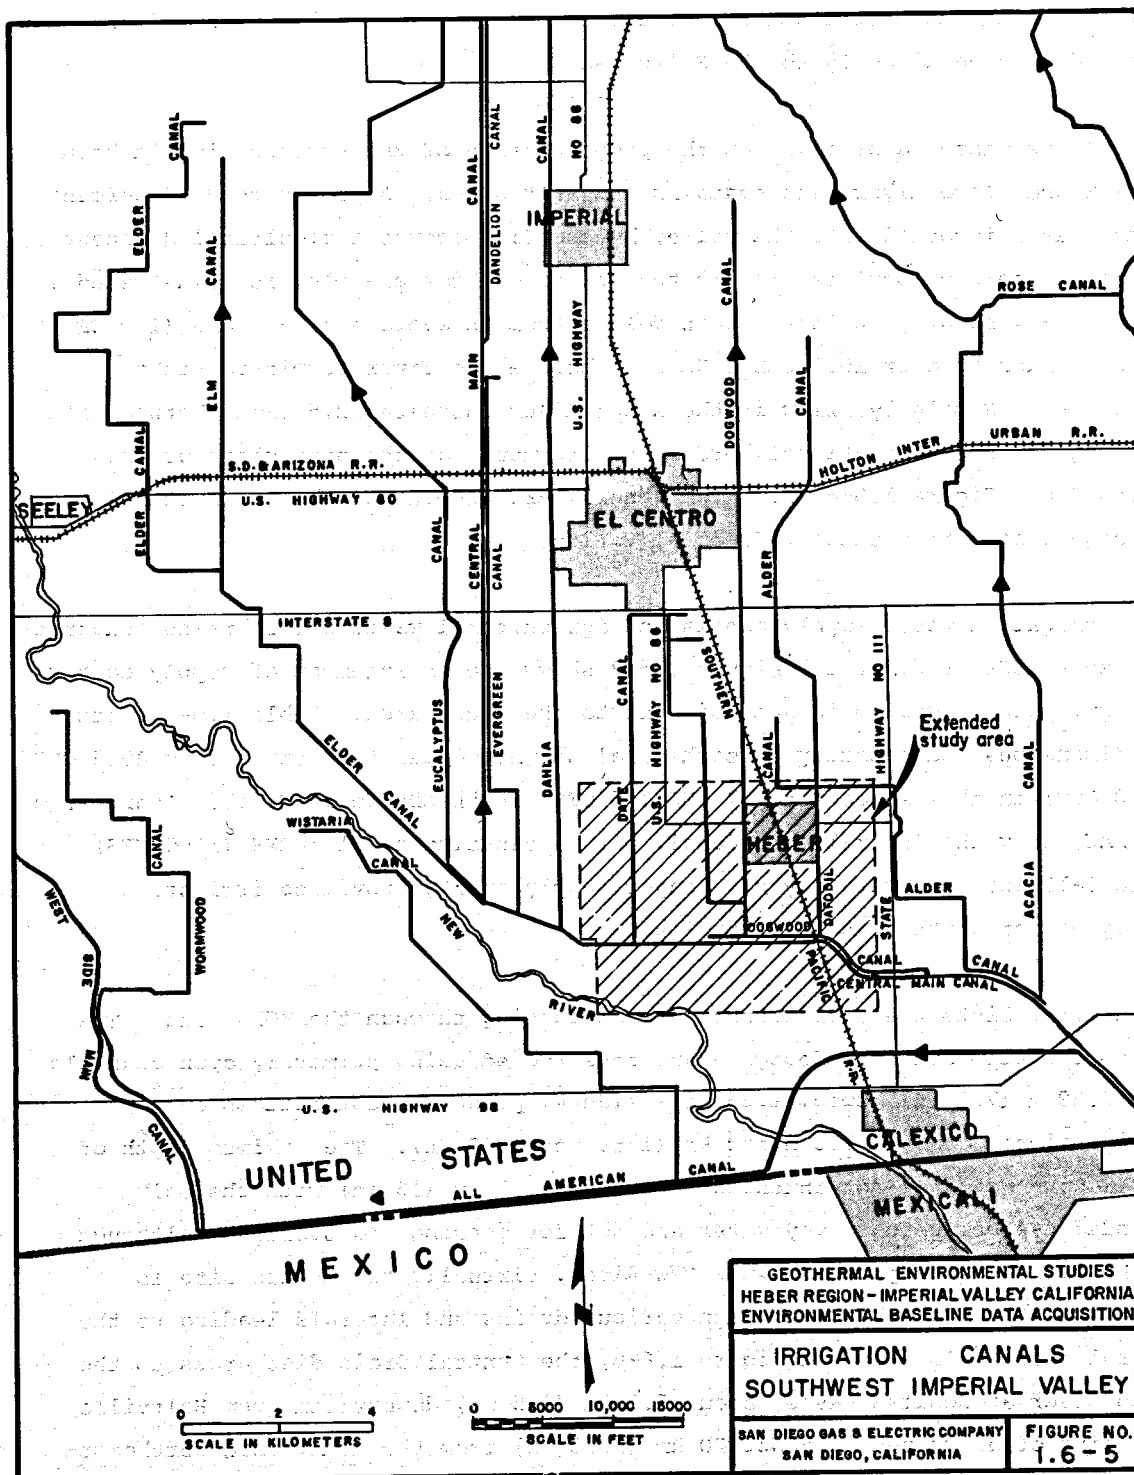 CANAL
ELDER
CANAL
ELM
CANAL
MAIN
CENTRAL
DANDELION CANAL
CANAL
NO 86
IMPERIAL
U.S. HIGHWAY
DOGWOOD CANAL
CANAL
ROSE CANAL
S.D. & ARIZONA R.R.
U.S. HIGHWAY 80
HOLTON INTER URBAN R.R.
SEELEY
ELDER CANAL
CANAL
CANAL
EL CENTRO
ALDER
INTERSTATE 8
EUCALYPTUS
EVERGREEN
DAHLIA
DATE CANAL
U.S. HIGHWAY NO 86
SOUTHERN
CANAL
HIGHWAY NO 111
Extended
study area
ELDER CANAL
WISTARIA
CANAL
CANAL
WORMWOOD
HEBER
DAFODIL
ALDER
CANAL
ACACIA
CANAL
STATE
WEST
SIDE
MAIN
CANAL
NEW
RIVER
DOGWOOD
CANAL
CENTRAL MAIN CANAL
PACIFIC
R.R.
U.S. HIGHWAY 98
CALEXICO
UNITED STATES
ALL AMERICAN CANAL
MEXICALI
MEXICO
N
0 2 4
SCALE IN KILOMETERS
0 5000 10,000 15000
SCALE IN FEET
GEOTHERMAL ENVIRONMENTAL STUDIES
HEBER REGION - IMPERIAL VALLEY CALIFORNIA
ENVIRONMENTAL BASELINE DATA ACQUISITION
IRRIGATION CANALS
SOUTHWEST IMPERIAL VALLEY
SAN DIEGO GAS & ELECTRIC COMPANY
SAN DIEGO, CALIFORNIA
FIGURE NO.
1.6-5